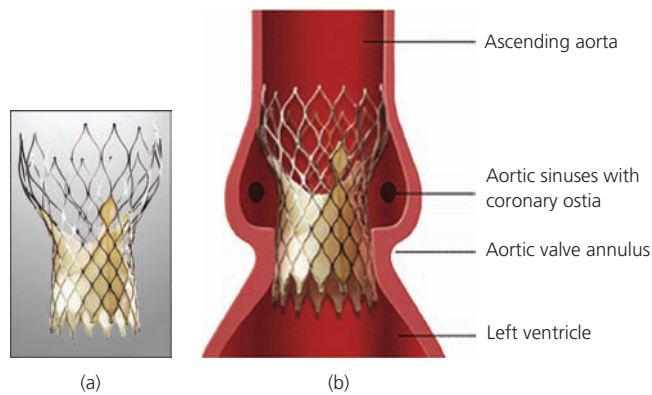 Ascending aorta
Aortic sinuses with
coronary ostia
Aortic valve annulus
Left ventricle
(a)
(b)